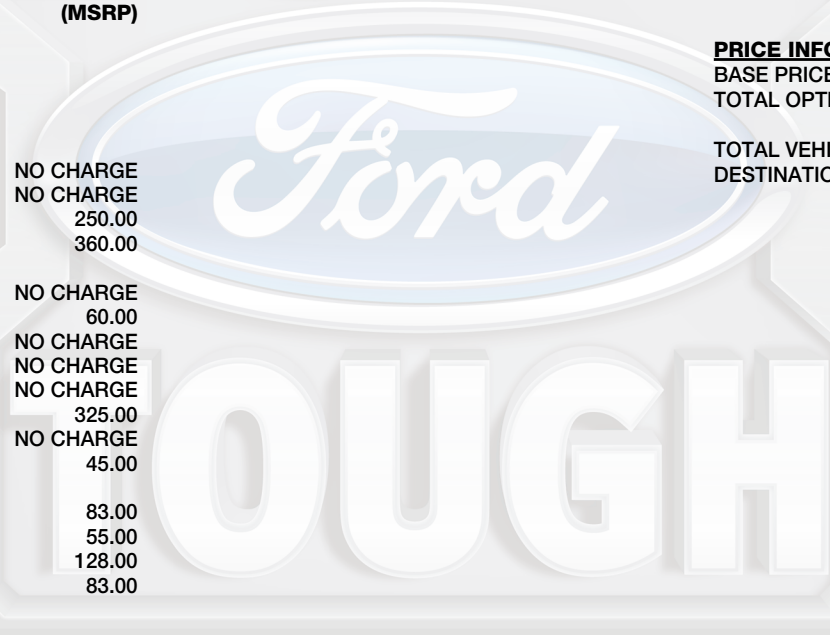 (MSRP)
NO CHARGE
NO CHARGE
250.00
360.00
NO CHARGE
60.00
NO CHARGE
NO CHARGE
NO CHARGE
325.00
NO CHARGE
45.00
83.00
55.00
128.00
83.00
PRICE INFO
BASE PRICE
TOTAL OPTI
TOTAL VEHI
DESTINATIO
Ford
TOUGH